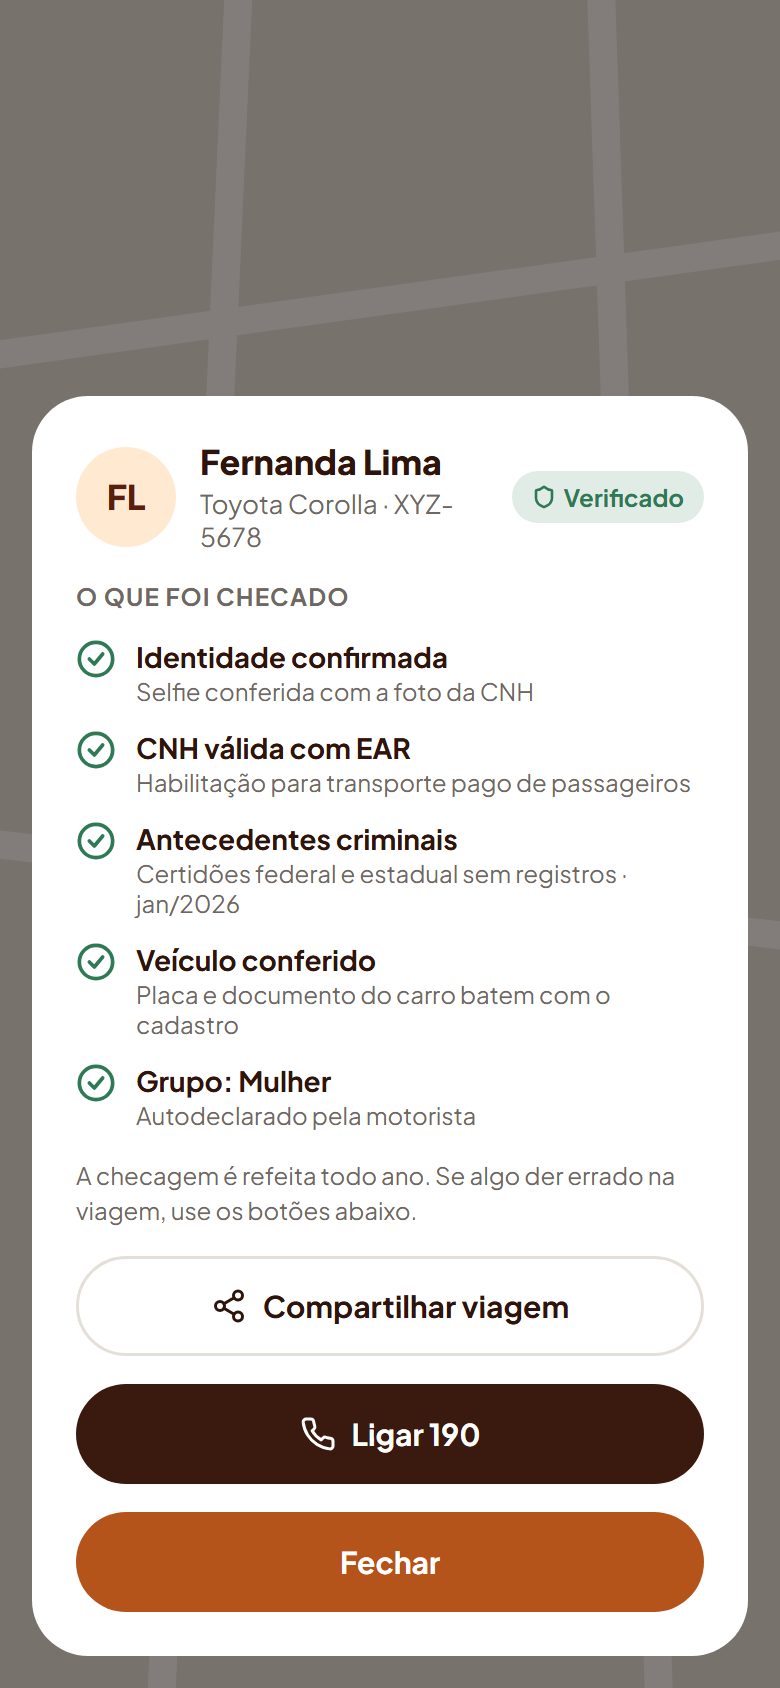 FL
Fernanda Lima
Toyota Corolla · XYZ-
5678
Verificado
O QUE FOI CHECADO
Identidade confirmada
Selfie conferida com a foto da CNH
CNH válida com EAR
Habilitação para transporte pago de passageiros
Antecedentes criminais
Certidões federal e estadual sem registros ·
jan/2026
Veículo conferido
Placa e documento do carro batem com o
cadastro
Grupo: Mulher
Autodeclarado pela motorista
A checagem é refeita todo ano. Se algo der errado na
viagem, use os botões abaixo.
Compartilhar viagem
Ligar 190
Fechar